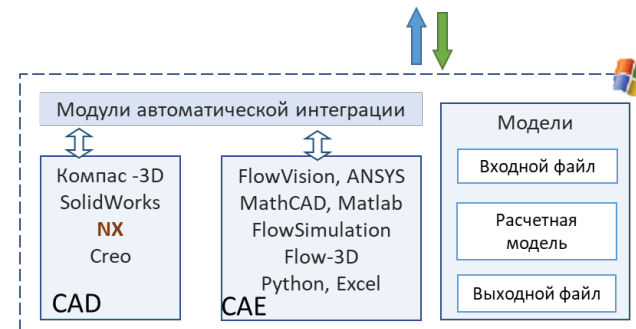 Модули автоматической интеграции
Компас -3D
SolidWorks
NX
Creo
CAD
FlowVision, ANSYS
MathCAD, Matlab
FlowSimulation
Flow-3D
Python, Excel
CAE
Модели
Входной файл
Расчетная
модель
Выходной файл